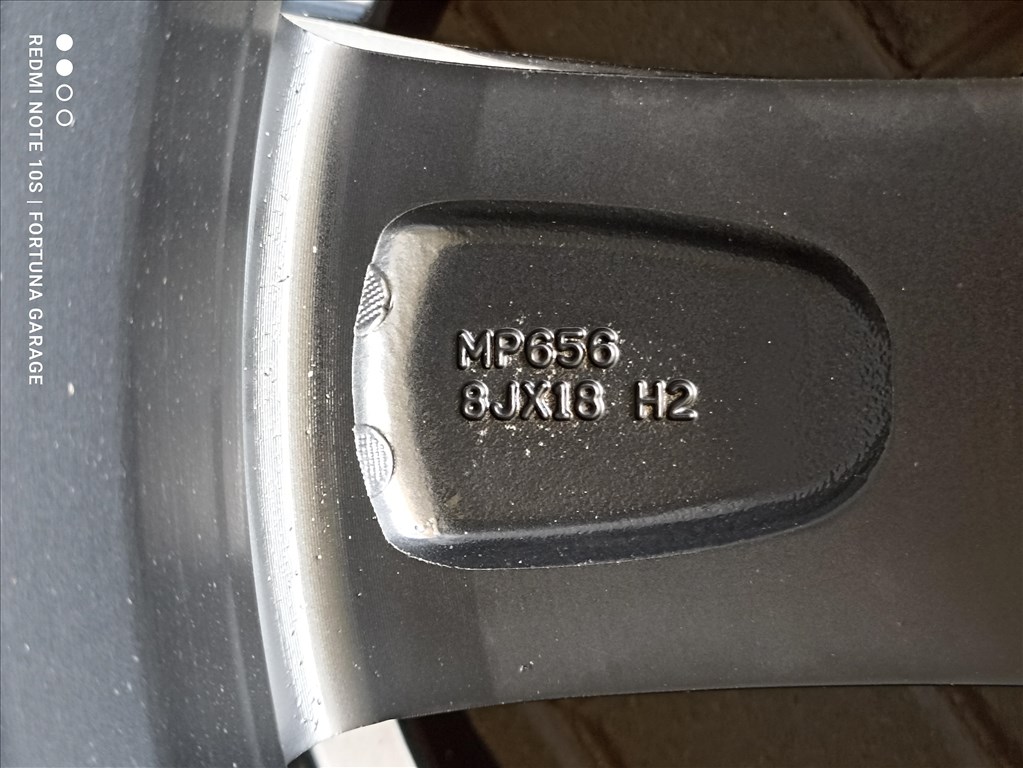 MP656
8JX18 H2
REDMI NOTE 10S | FORTUNA GARAGE